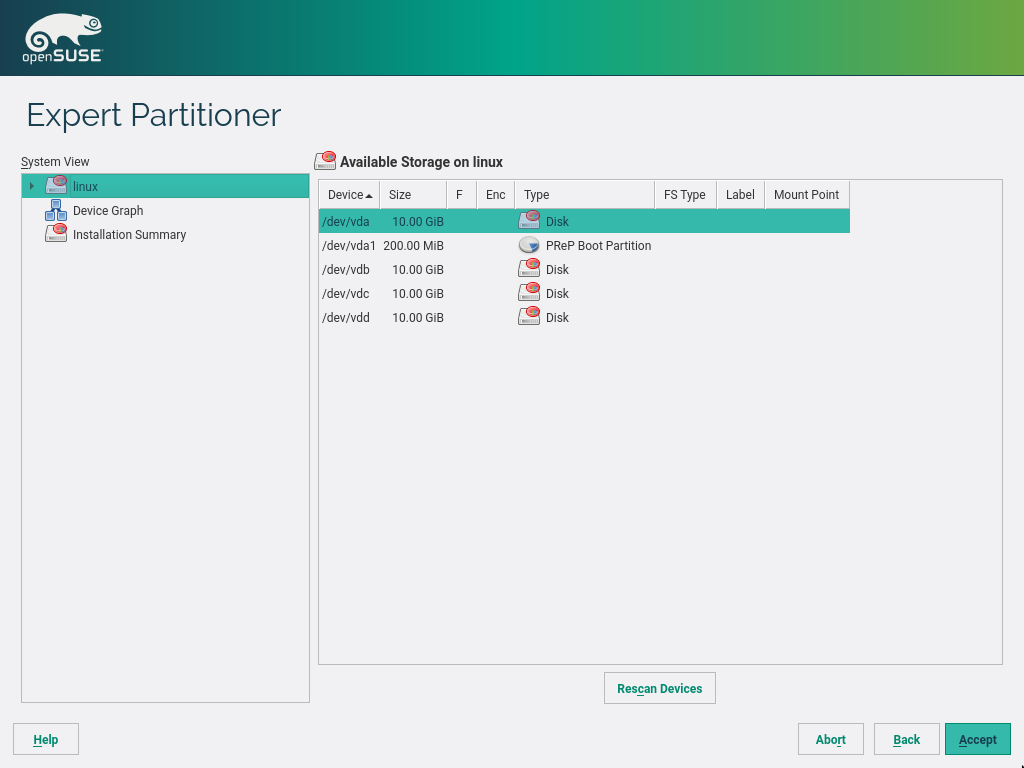 openSUSE
Expert Partitioner
System View
linux
Device Graph
Installation Summary
Available Storage on linux
Device Size F Enc Type FS Type Label Mount Point
/dev/vda 10.00 GiB Disk
/dev/vda1 200.00 MiB PReP Boot Partition
/dev/vdb 10.00 GiB Disk
/dev/vdc 10.00 GiB Disk
/dev/vdd 10.00 GiB Disk
Rescan Devices
Help Abort Back Accept